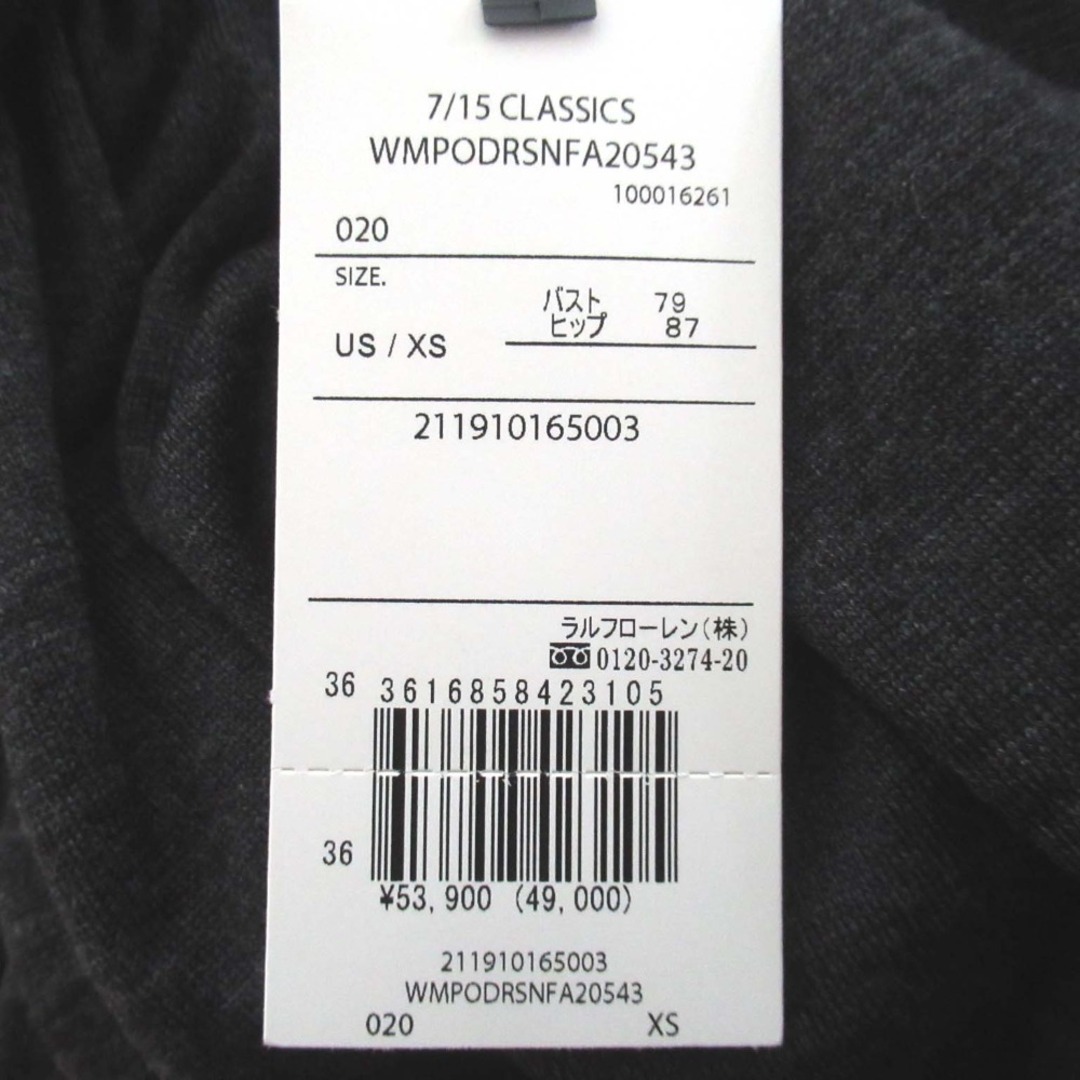 7/15 CLASSICS
WMPODRSNFA20543
100016261
020
SIZE.
バスト 79
ヒップ 87
US / XS
211910165003
ラルフローレン(株)
0120-3274-20
36 3616858423105
36
¥53,900 (49,000)
211910165003
WMPODRSNFA20543
020 XS